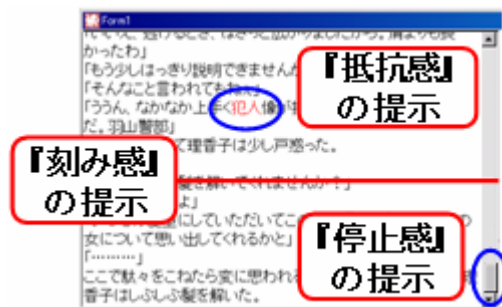 Form1
かったわ」
「もう少しはっきり説明できませんか
『抵抗感』
の提示
「そんなこと言われてもねぇ」
「ううん、なかなか上手く犯人像が
だ。羽山警部」
て理香子は少し戸惑った。
『刻み感』
の提示
髪を解いてくれませんか？」
よ」
にしていただいてこ
の
女について思い出してくれるかと」
「………」
『停止感』
の提示
ここで駄々をこねたら変に思われる
香子はしぶしぶ髪を解いた。